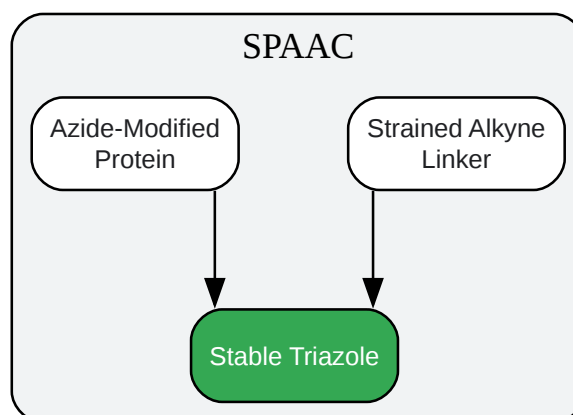 SPAAC
Azide-Modified
Protein
Strained Alkyne
Linker
Stable Triazole